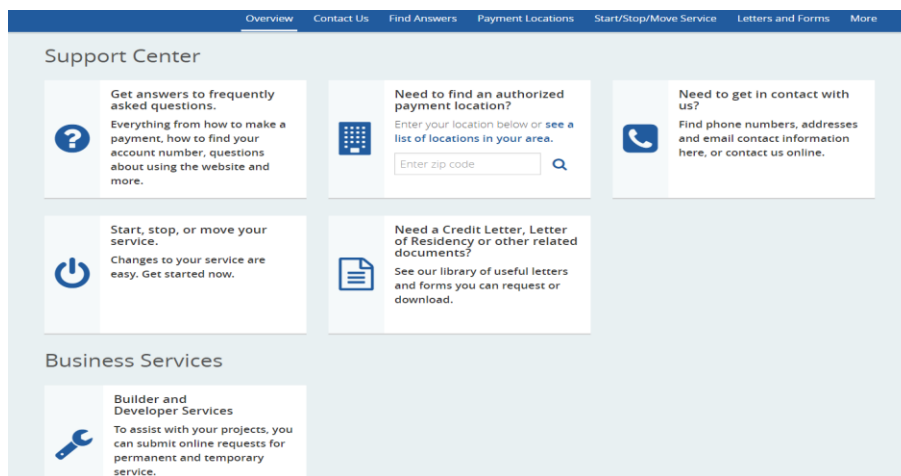 Overview Contact Us Find Answers Payment Locations Start/Stop/Move Service Letters and Forms More
Support Center
Get answers to frequently
asked questions.
Everything from how to make a
payment, how to find your
account number, questions
about using the website and
more.
Need to find an authorized
payment location?
Enter your location below or see a
list of locations in your area.
Enter zip code
Need to get in contact with
us?
Find phone numbers, addresses
and email contact information
here, or contact us online.
Start, stop, or move your
service.
Changes to your service are
easy. Get started now.
Need a Credit Letter, Letter
of Residency or other related
documents?
See our library of useful letters
and forms you can request or
download.
Business Services
Builder and
Developer Services
To assist with your projects, you
can submit online requests for
permanent and temporary
service.